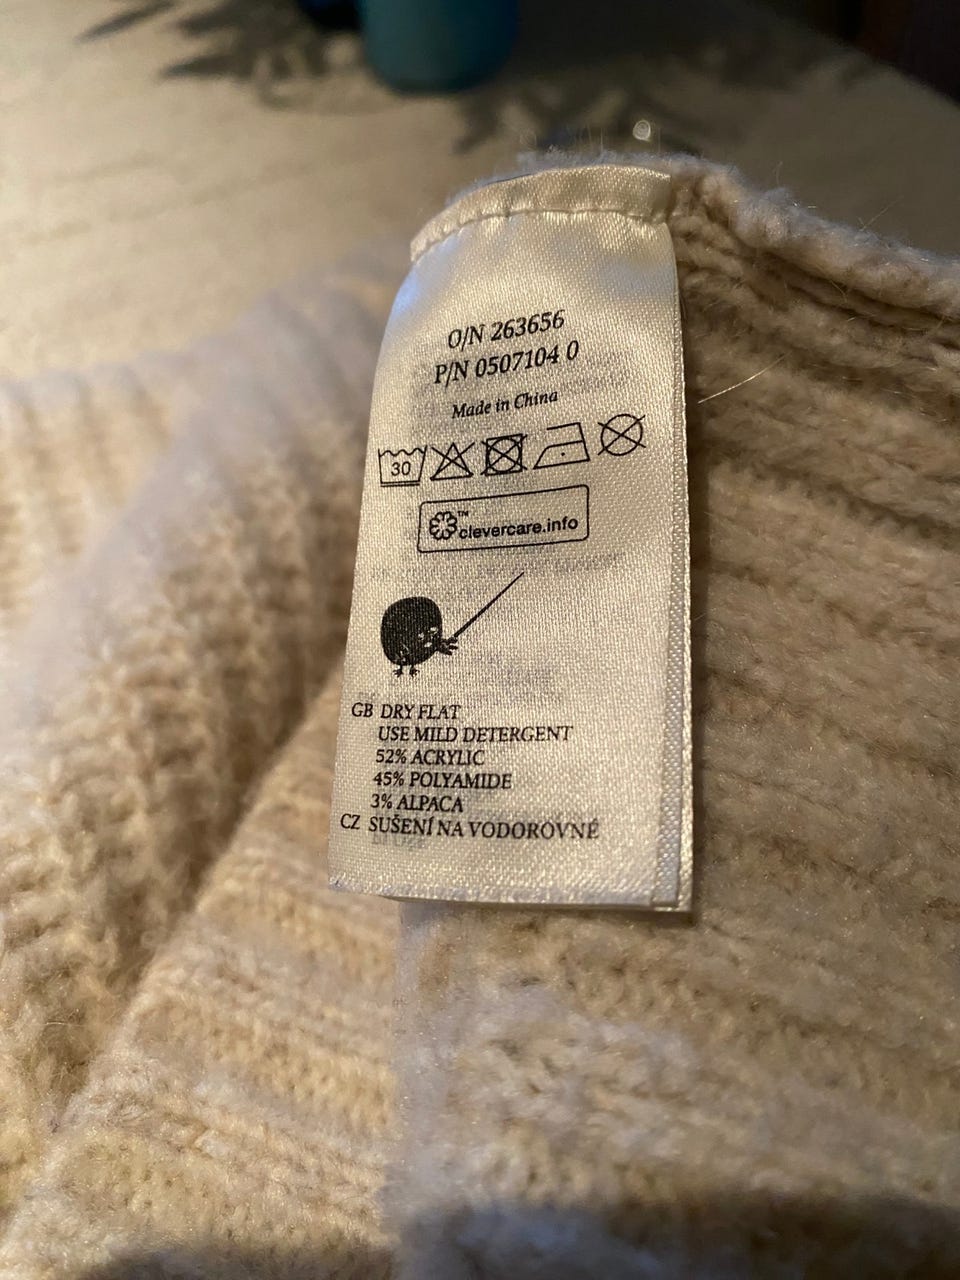 O/N 263656
P/N 0507104 0
Made in China
30
™
clevercare.info
GB DRY FLAT
USE MILD DETERGENT
52% ACRYLIC
45% POLYAMIDE
3% ALPACA
CZ SUŠENÍ NA VODOROVNÉ